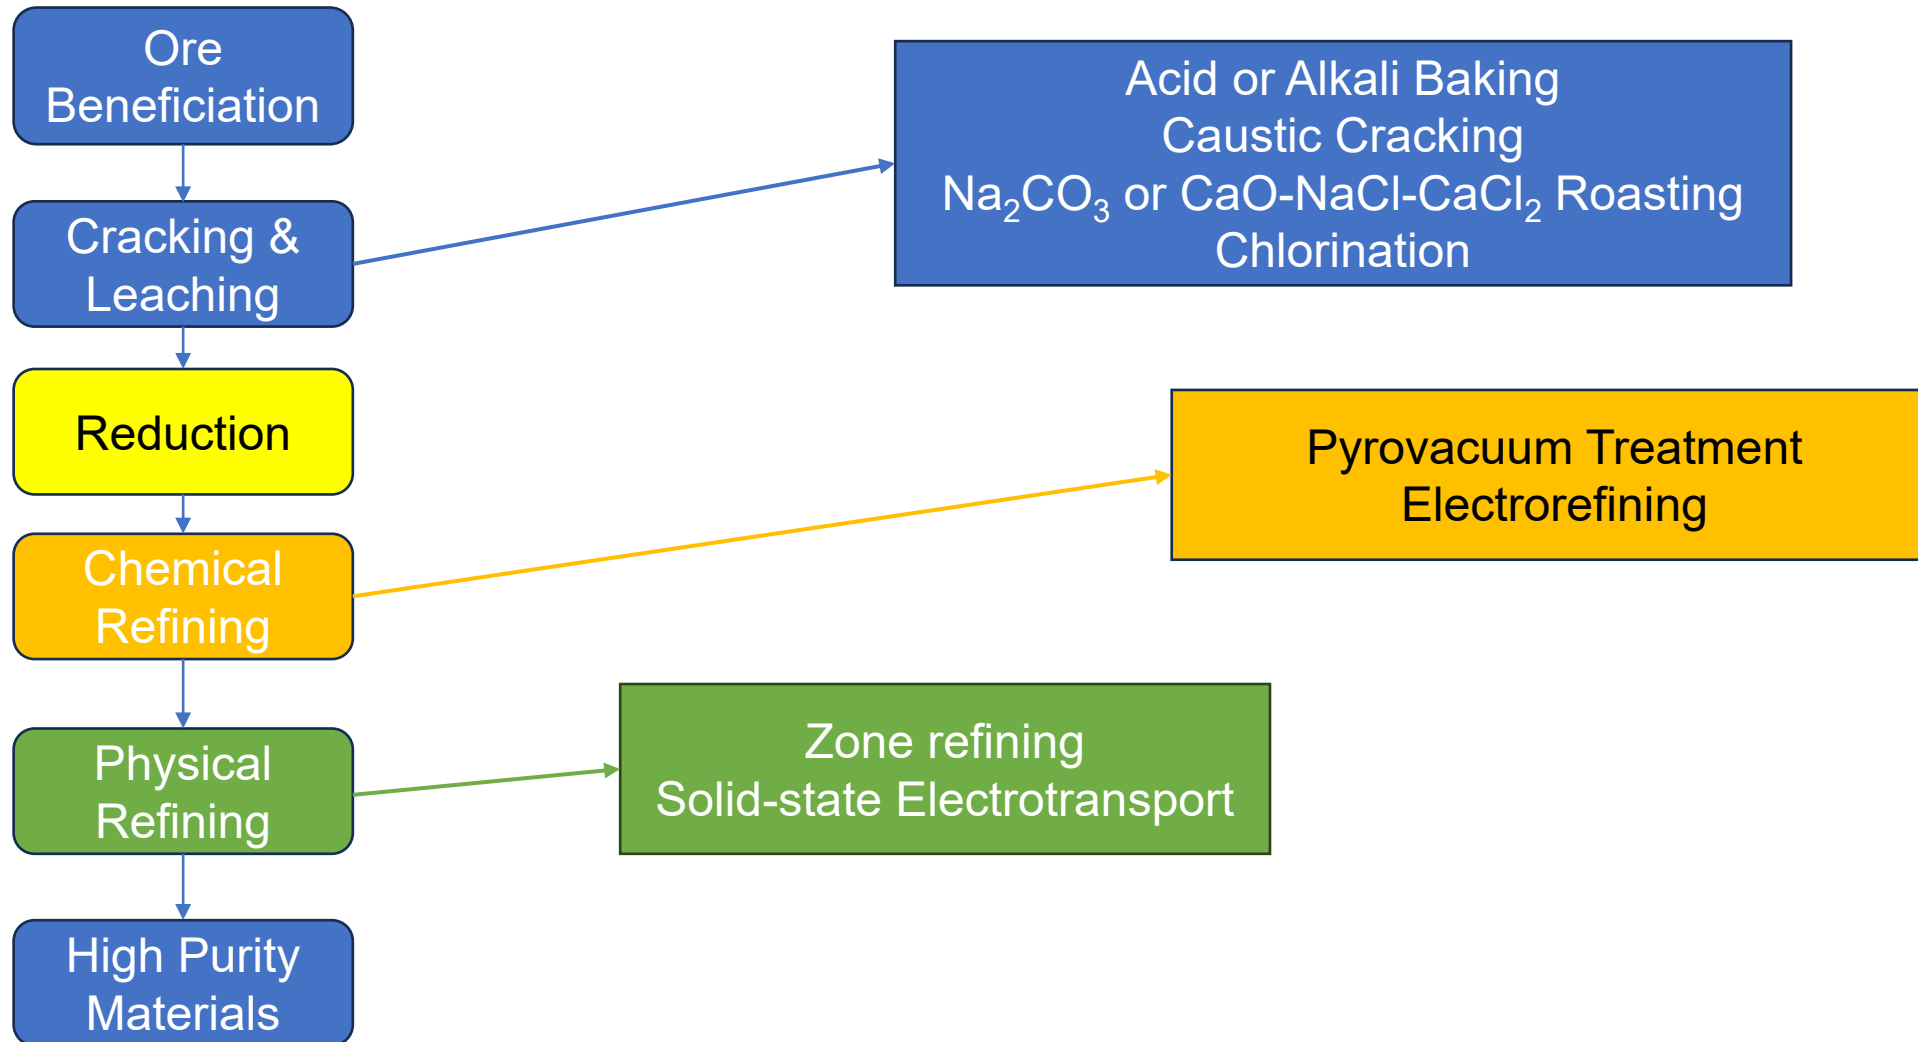 Ore
Beneficiation
Cracking &
Leaching
Reduction
Chemical
Refining
Physical
Refining
High Purity
Materials
Acid or Alkali Baking
Caustic Cracking
Na₂CO₃ or CaO-NaCl-CaCl₂ Roasting
Chlorination
Pyrovacuum Treatment
Electrorefining
Zone refining
Solid-state Electrotransport